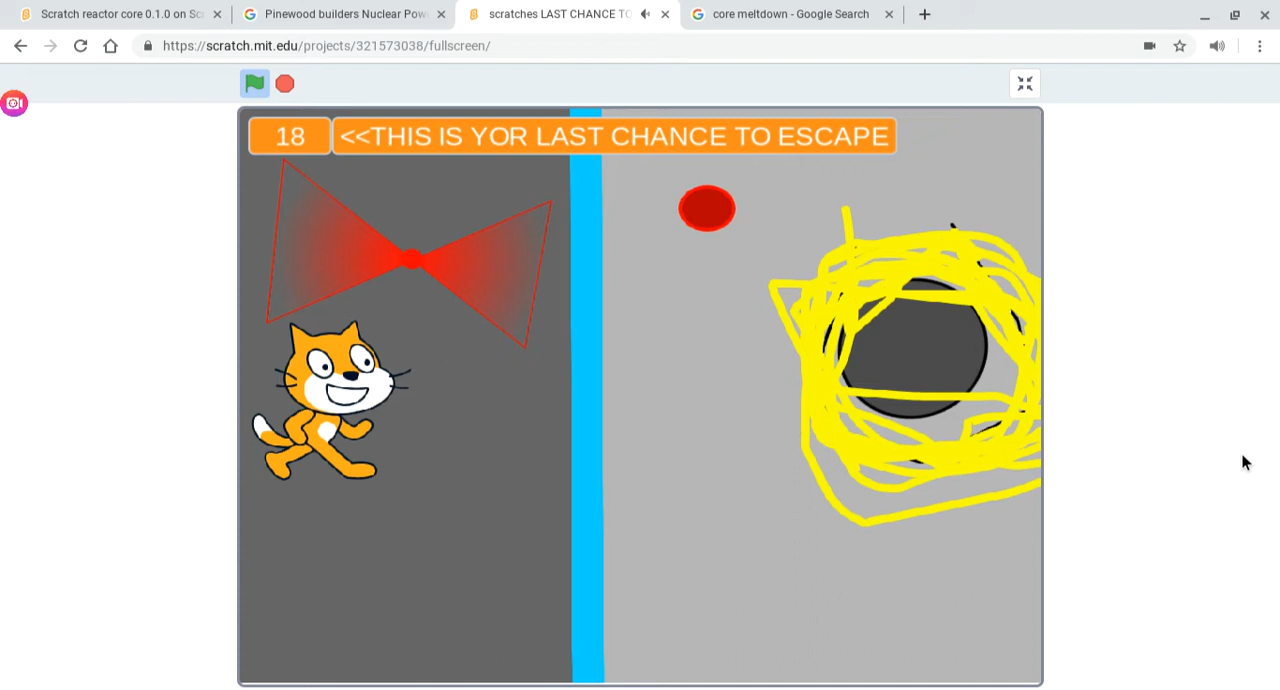 Scratch reactor core 0.1.0 on Sc
Pinewood builders Nuclear Pow
scratches LAST CHANCE TO
core meltdown - Google Search
https://scratch.mit.edu/projects/321573038/fullscreen/
18 <<THIS IS YOR LAST CHANCE TO ESCAPE